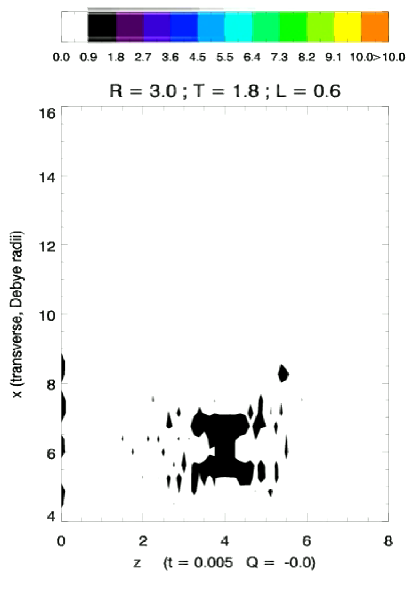 0.0 0.9 1.8 2.7 3.6 4.5 5.5 6.4 7.3 8.2 9.1 10.0>10.0
R = 3.0 ; T = 1.8 ; L = 0.6
16
14
12
10
8
6
4
x (transverse, Debye radii)
0 2 4 6 8
z (t = 0.005 Q = -0.0)